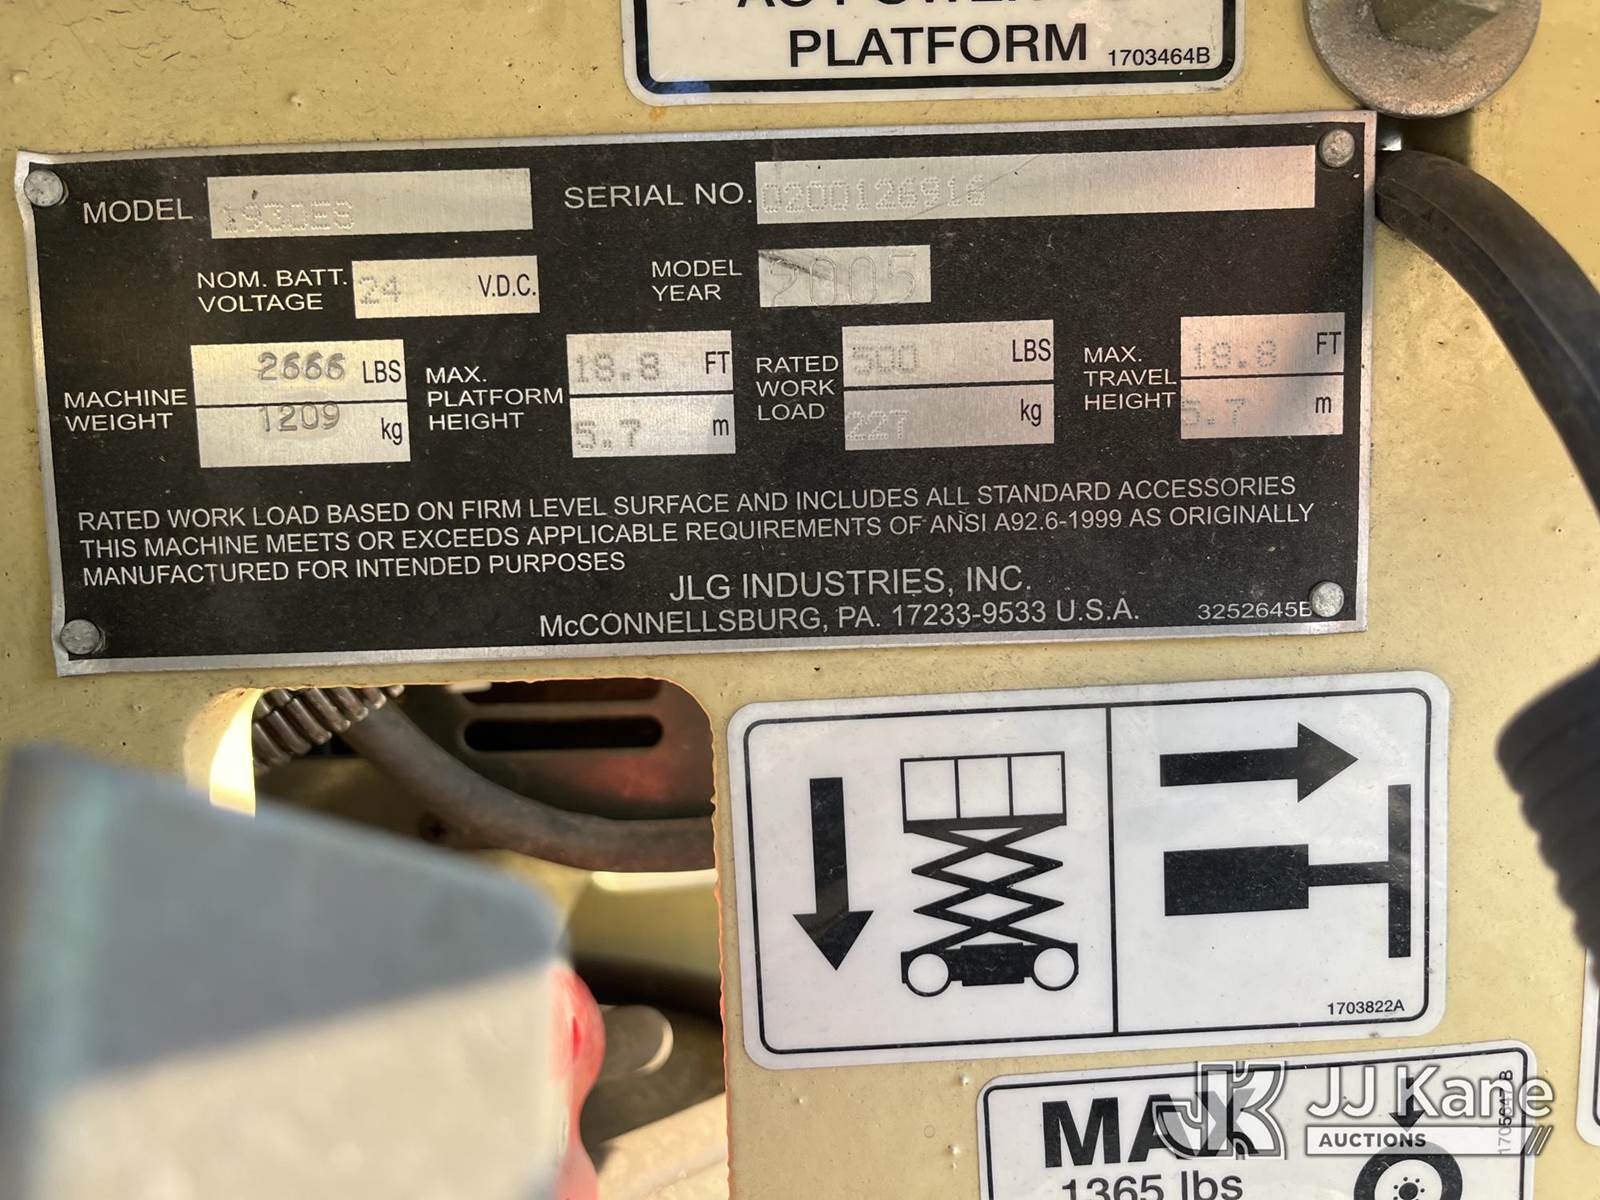 PLATFORM 1703464B
MODEL 1930ES SERIAL NO. 0200126916
NOM. BATT. VOLTAGE 24 V.D.C. MODEL YEAR 2005
MACHINE WEIGHT 2666 LBS 1209 kg MAX. PLATFORM HEIGHT 18.8 FT 5.7 m RATED WORK LOAD 500 LBS 227 kg MAX. TRAVEL HEIGHT 18.8 FT 5.7 m
RATED WORK LOAD BASED ON FIRM LEVEL SURFACE AND INCLUDES ALL STANDARD ACCESSORIES
THIS MACHINE MEETS OR EXCEEDS APPLICABLE REQUIREMENTS OF ANSI A92.6-1999 AS ORIGINALLY
MANUFACTURED FOR INTENDED PURPOSES
JLG INDUSTRIES, INC.
McCONNELLSBURG, PA. 17233-9533 U.S.A. 3252645B
1703822A
MAX
1365 lbs
JJ Kane
AUCTIONS